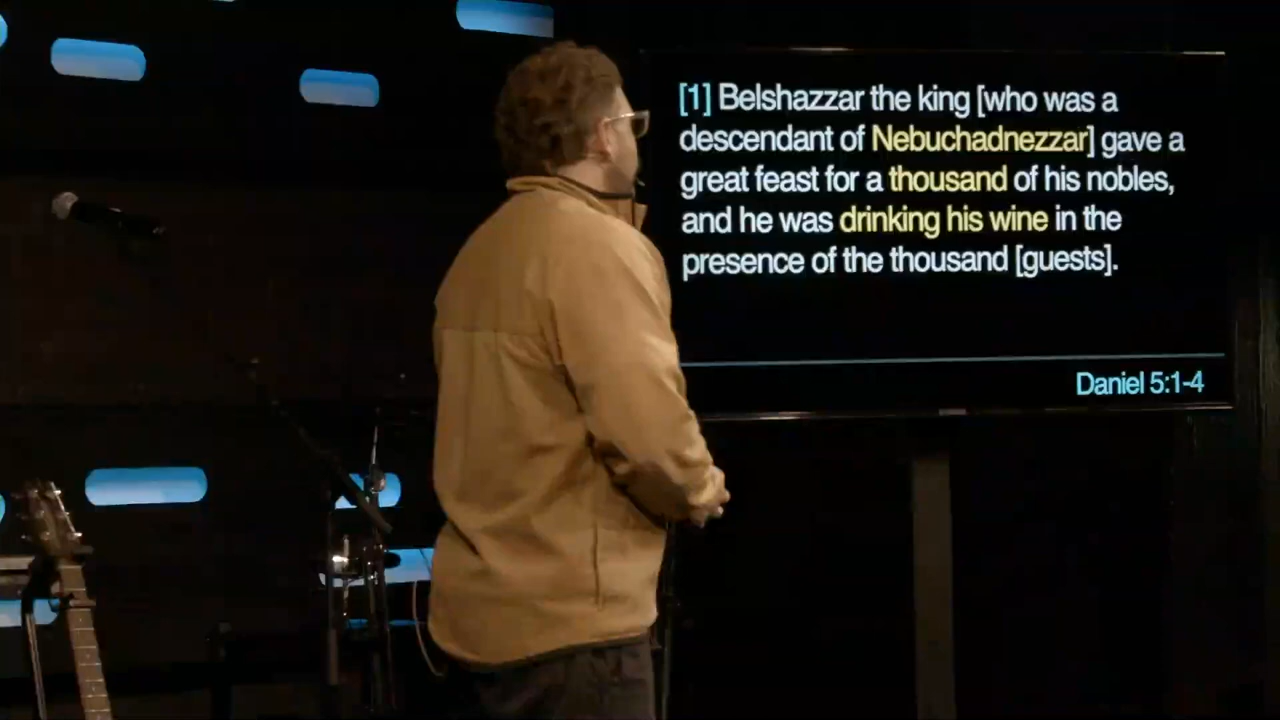 [1] Belshazzar the king [who was a
descendant of Nebuchadnezzar] gave a
great feast for a thousand of his nobles,
and he was drinking his wine in the
presence of the thousand [guests].
Daniel 5:1-4